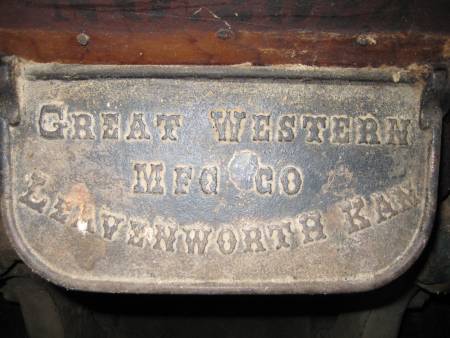 GREAT WESTERN
MFG CO
LEAVENWORTH KAN